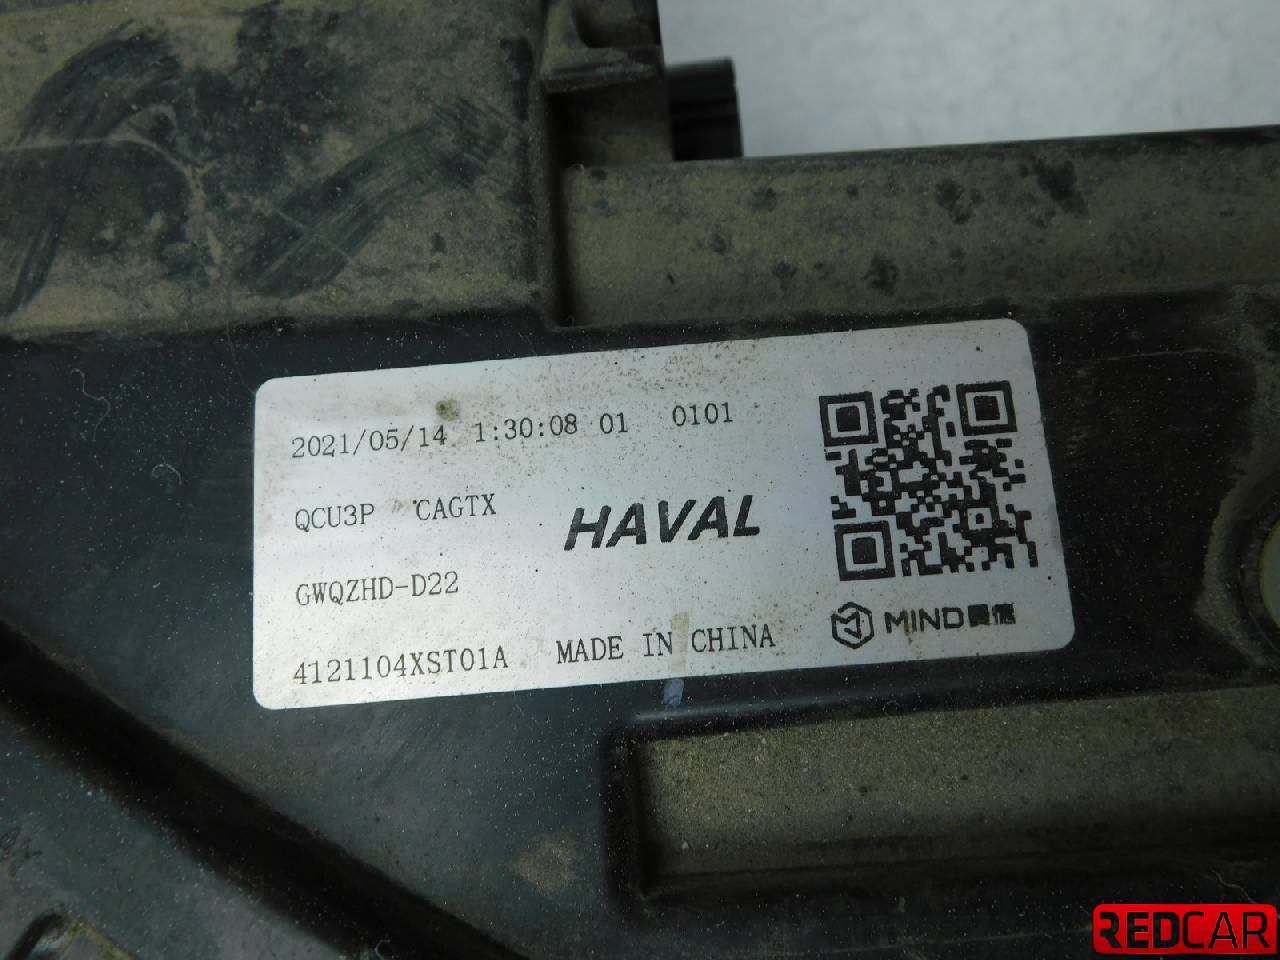 2021/05/14 1:30:08 01 0101
QCU3P CAGTX
HAVAL
GWQZHD-D22
4121104XST01A MADE IN CHINA
MIND
REDCAR